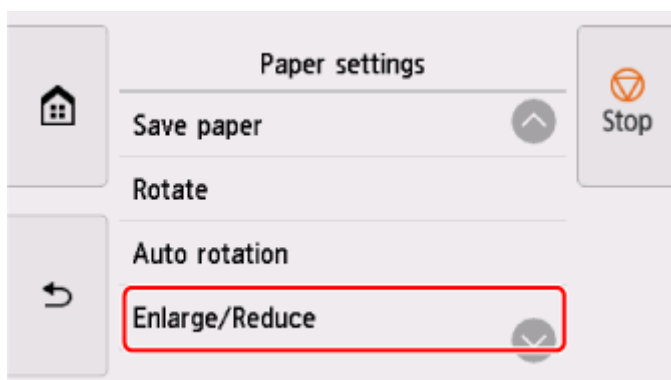 Paper settings
Save paper
Stop
Rotate
Auto rotation
Enlarge/Reduce